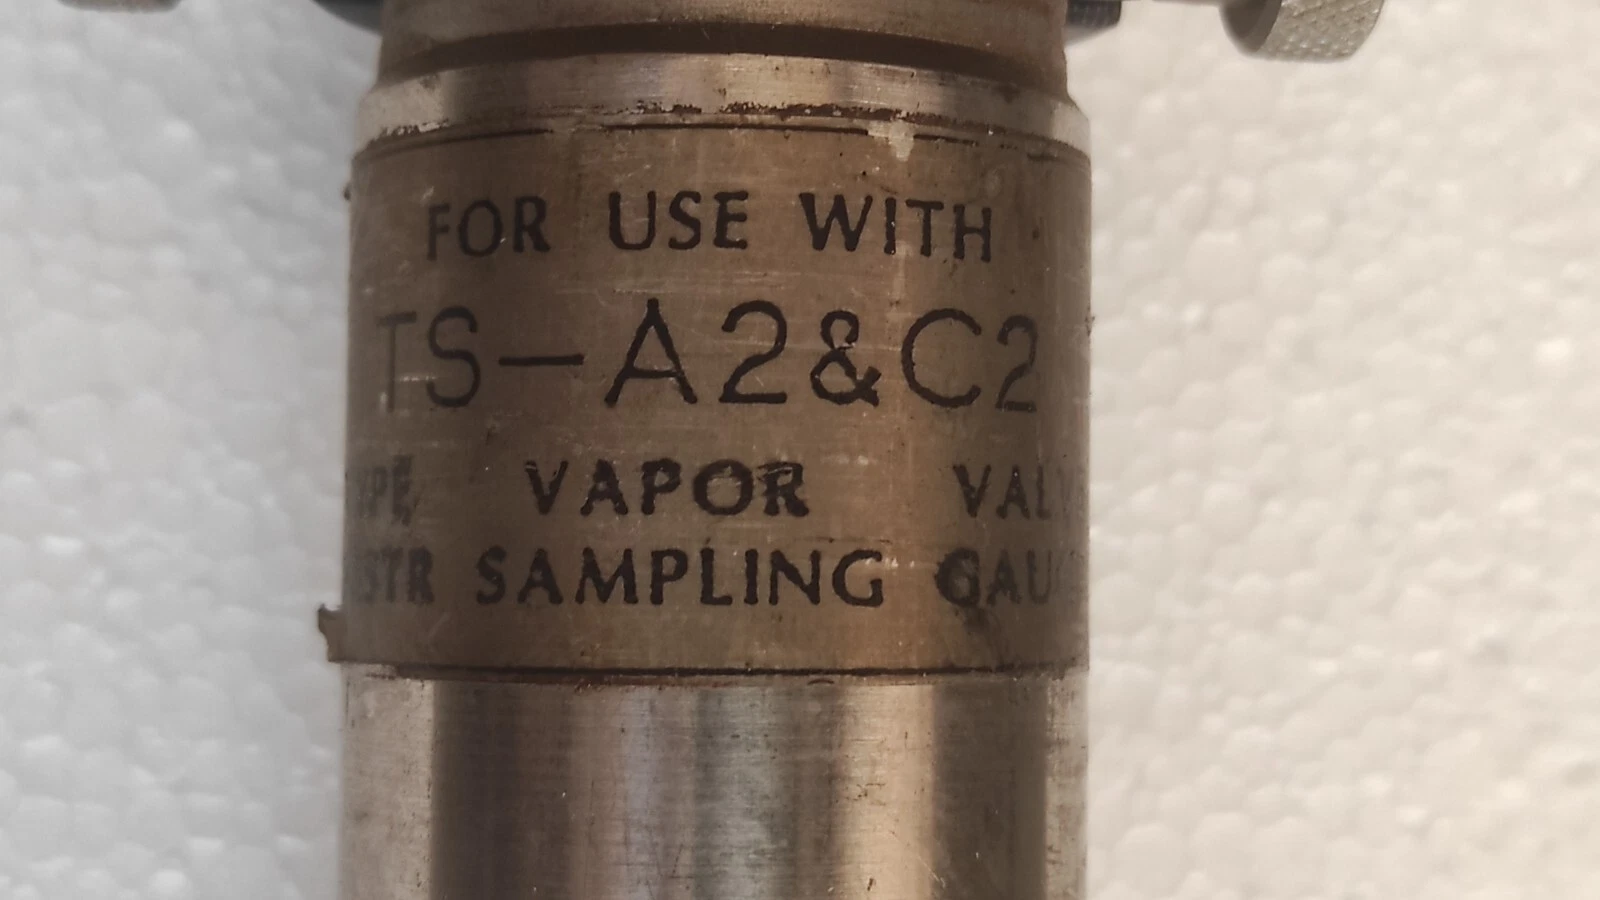 FOR USE WITH
TS-A2&C2
VAPOR
SAMPLING